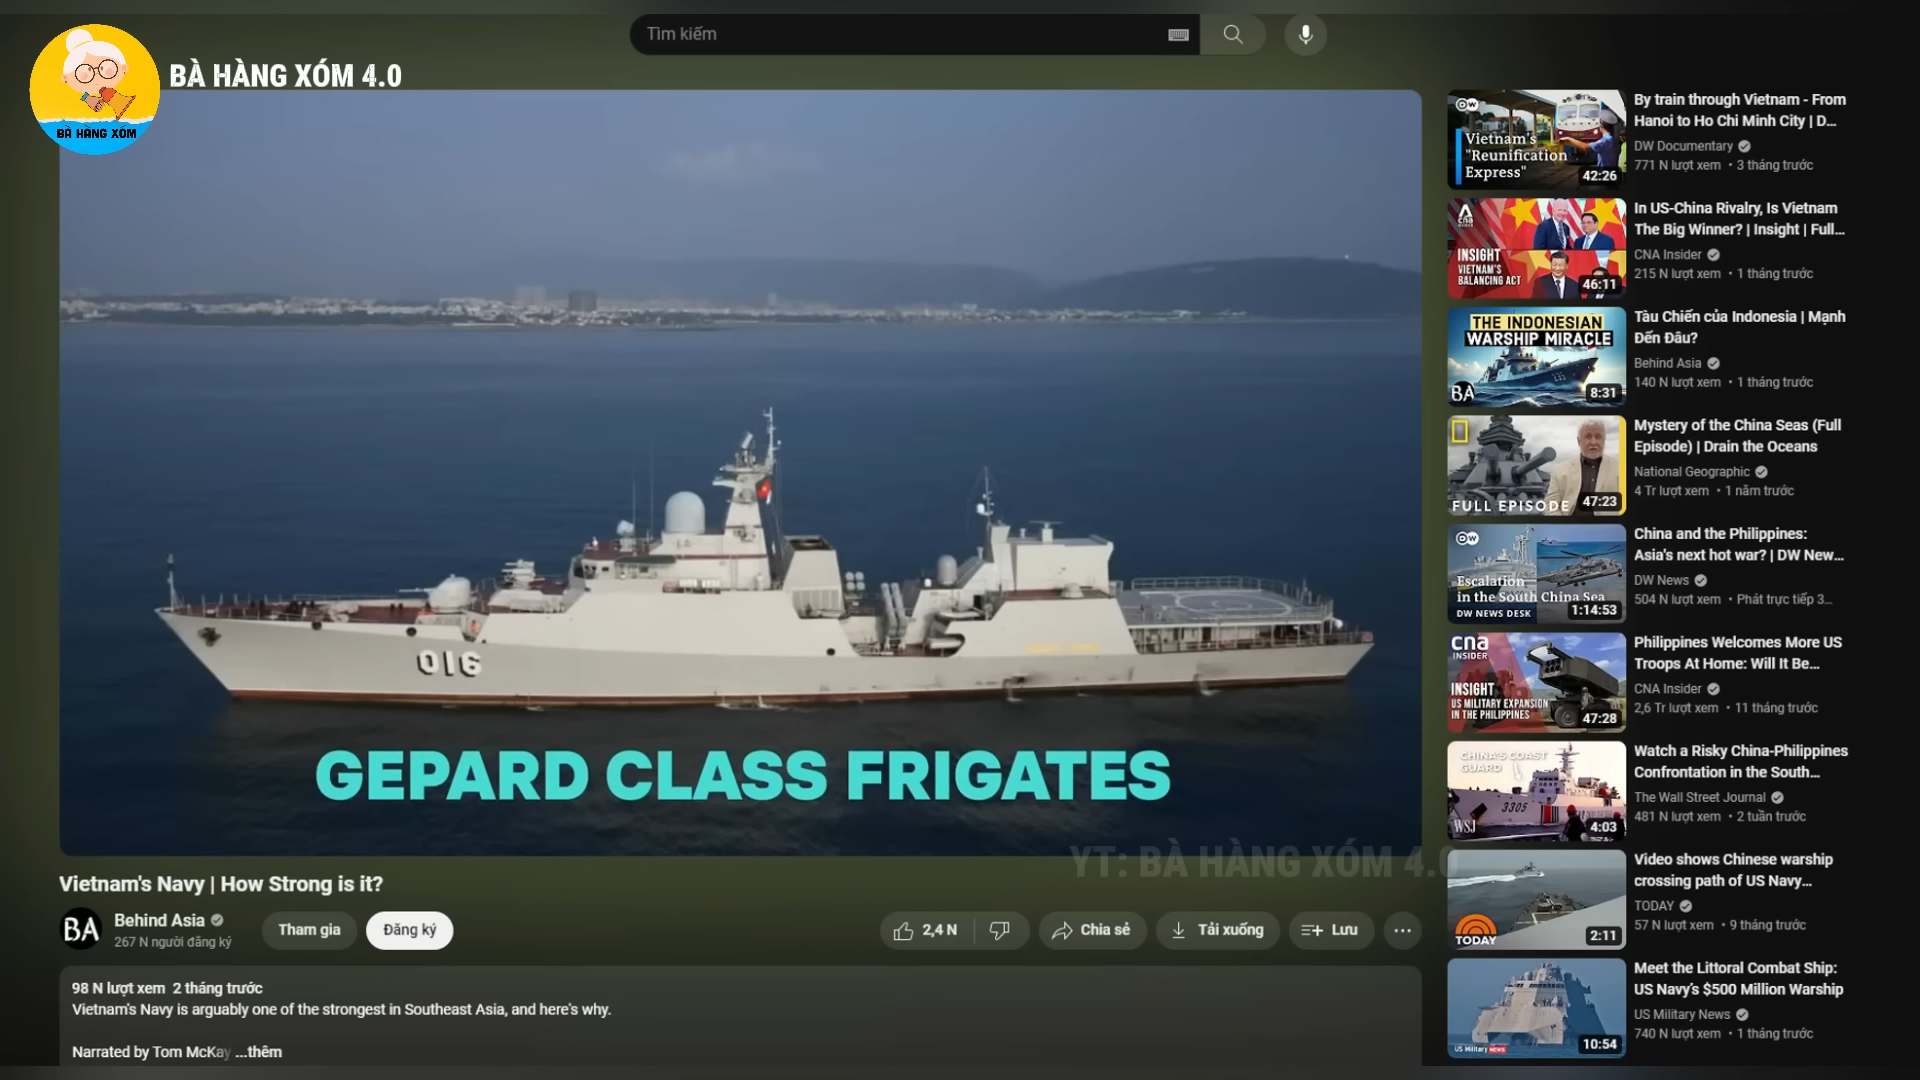 Tìm kiếm
BÀ HÀNG XÓM 4.0
BÀ HÀNG XÓM
016
GEPARD CLASS FRIGATES
YT: BÀ HÀNG XÓM 4.0
Vietnam's Navy | How Strong is it?
BA
Behind Asia
267 N người đăng ký
Tham gia
Đăng ký
2,4 N
Chia sẻ
Tải xuống
Lưu
98 N lượt xem 2 tháng trước
Vietnam's Navy is arguably one of the strongest in Southeast Asia, and here's why.
Narrated by Tom McKay ...thêm
DW
Vietnam's
"Reunification
Express"
42:26
By train through Vietnam - From
Hanoi to Ho Chi Minh City | D...
DW Documentary
771 N lượt xem • 3 tháng trước
cna
INSIDER
INSIGHT
VIETNAM'S
BALANCING ACT
46:11
In US-China Rivalry, Is Vietnam
The Big Winner? | Insight | Full...
CNA Insider
215 N lượt xem • 1 tháng trước
THE INDONESIAN
WARSHIP MIRACLE
BA
8:31
Tàu Chiến của Indonesia | Mạnh
Đến Đâu?
Behind Asia
140 N lượt xem • 1 tháng trước
FULL EPISODE
47:23
Mystery of the China Seas (Full
Episode) | Drain the Oceans
National Geographic
4 Tr lượt xem • 1 năm trước
DW
Escalation
in the South China Sea
DW NEWS DESK
1:14:53
China and the Philippines:
Asia's next hot war? | DW New...
DW News
504 N lượt xem • Phát trực tiếp 3...
cna
INSIDER
INSIGHT
US MILITARY EXPANSION
IN THE PHILIPPINES
47:28
Philippines Welcomes More US
Troops At Home: Will It Be...
CNA Insider
2,6 Tr lượt xem • 11 tháng trước
CHINA'S COAST
GUARD
3305
WSJ
4:03
Watch a Risky China-Philippines
Confrontation in the South...
The Wall Street Journal
481 N lượt xem • 2 tuần trước
TODAY
2:11
Video shows Chinese warship
crossing path of US Navy...
TODAY
57 N lượt xem • 9 tháng trước
US Military NEWS
10:54
Meet the Littoral Combat Ship:
US Navy's $500 Million Warship
US Military News
740 N lượt xem • 1 tháng trước